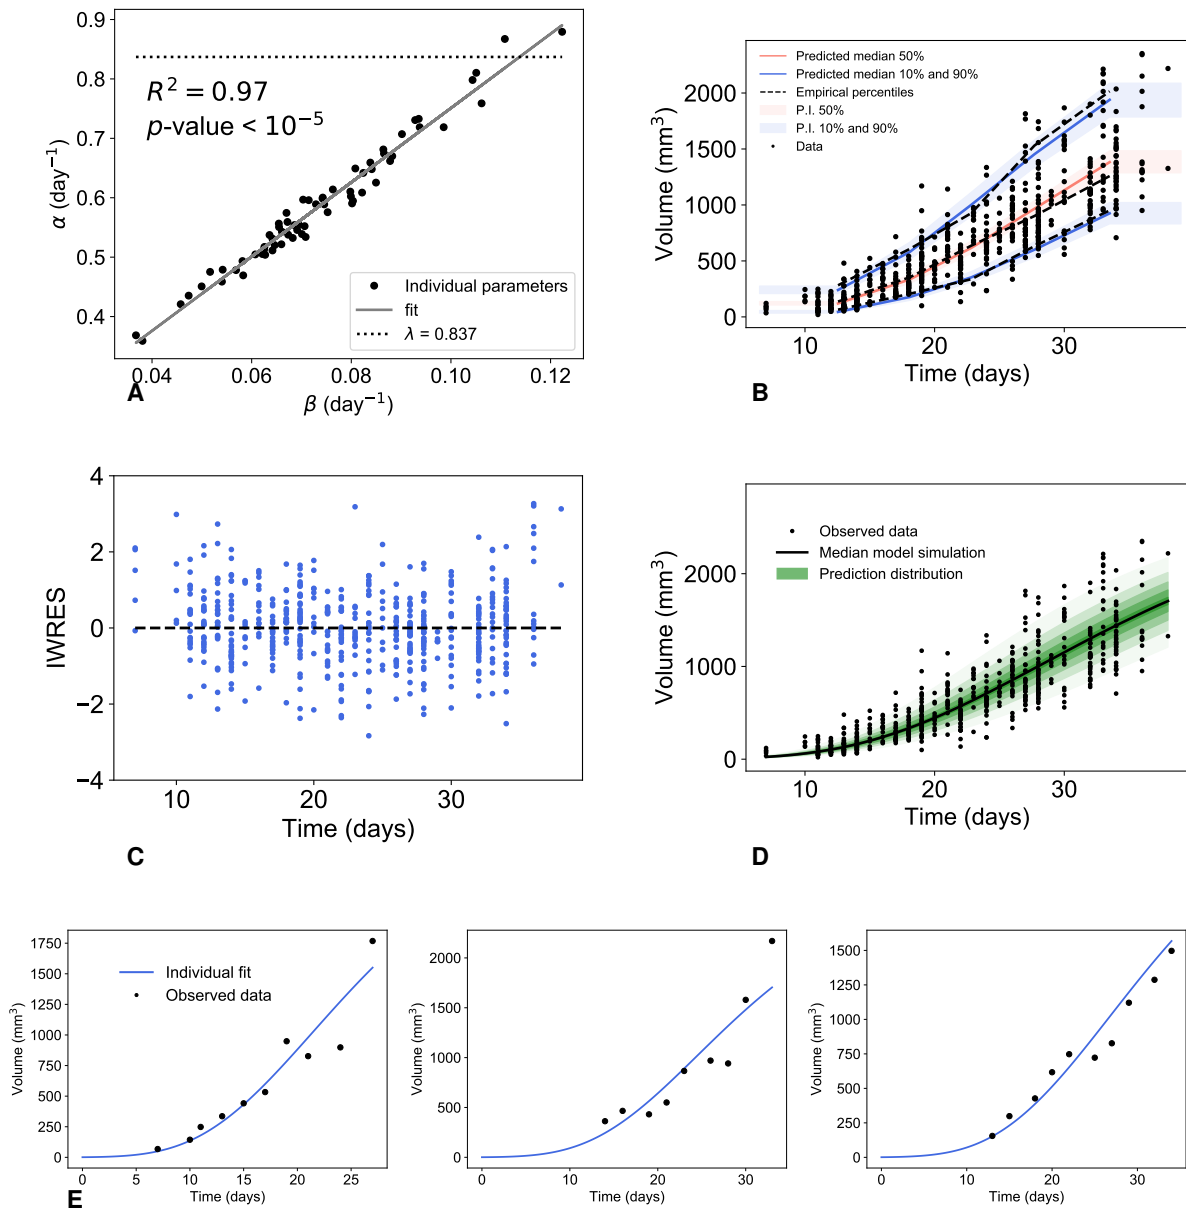 0.9
0.8
0.7
0.6
0.5
0.4
α (day⁻¹)
R² = 0.97
p-value < 10⁻⁵
Individual parameters
fit
λ = 0.837
0.04 0.06 0.08 0.10 0.12
β (day⁻¹)
A
2000
1500
1000
500
0
Volume (mm³)
Predicted median 50%
Predicted median 10% and 90%
Empirical percentiles
P.I. 50%
P.I. 10% and 90%
Data
10 20 30
Time (days)
B
4
2
0
−2
−4
IWRES
10 20 30
Time (days)
C
2000
1000
0
Volume (mm³)
Observed data
Median model simulation
Prediction distribution
10 20 30
Time (days)
D
1750
1500
1250
1000
750
500
250
0
Volume (mm³)
Individual fit
Observed data
0 5 10 15 20 25
Time (days)
E
2000
1500
1000
500
0
Volume (mm³)
0 10 20 30
Time (days)
1500
1250
1000
750
500
250
0
Volume (mm³)
0 10 20 30
Time (days)